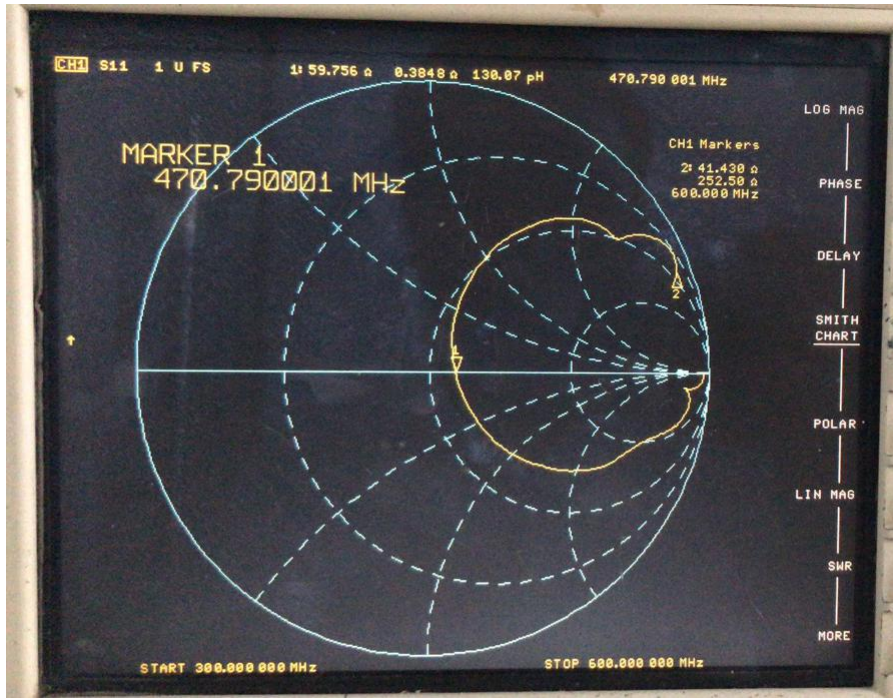 CH1 S11 1 U FS 1: 59.756 Ω 0.3848 Ω 130.07 pH 470.790 001 MHz
LOG MAG
MARKER 1
470.790001 MHz
CH1 Markers
2: 41.430 Ω
252.50 Ω
600.000 MHz
PHASE
DELAY
1
2
SMITH
CHART
POLAR
LIN MAG
SWR
MORE
START 300.000 000 MHz STOP 600.000 000 MHz